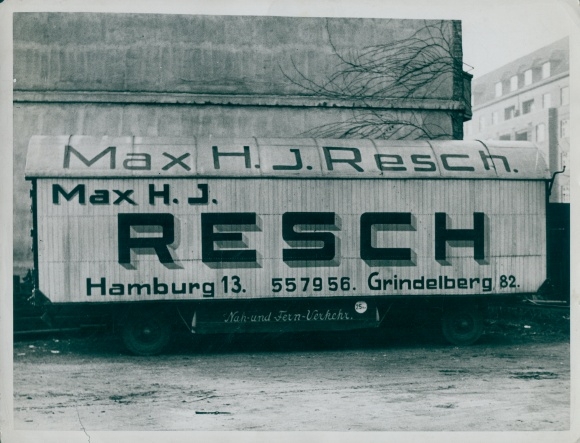 Max H. J. Resch.
Max H. J.
RESCH
Hamburg 13. 557956. Grindelberg 82.
Nah- und Fern-Verkehr.